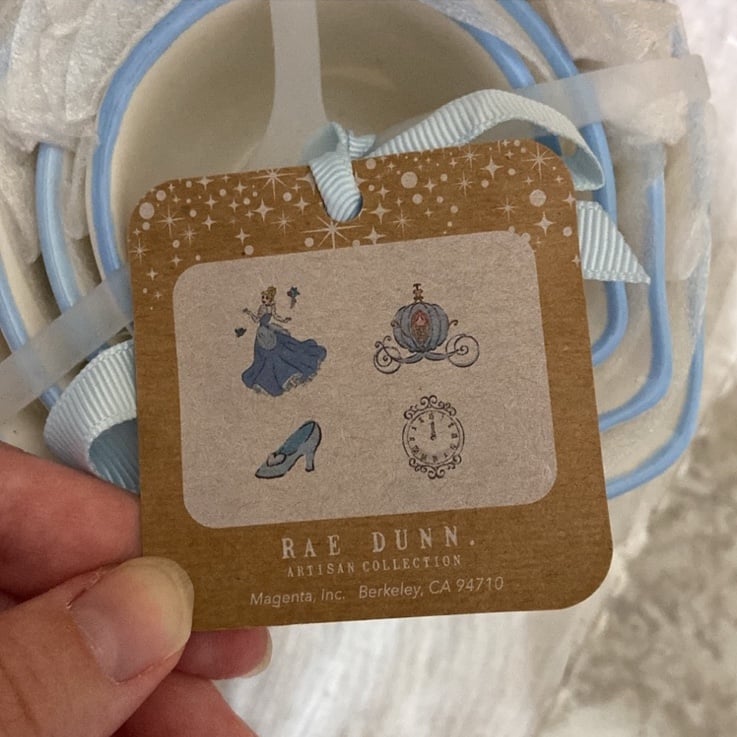 RAE DUNN.
ARTISAN COLLECTION
Magenta, Inc. Berkeley, CA 94710